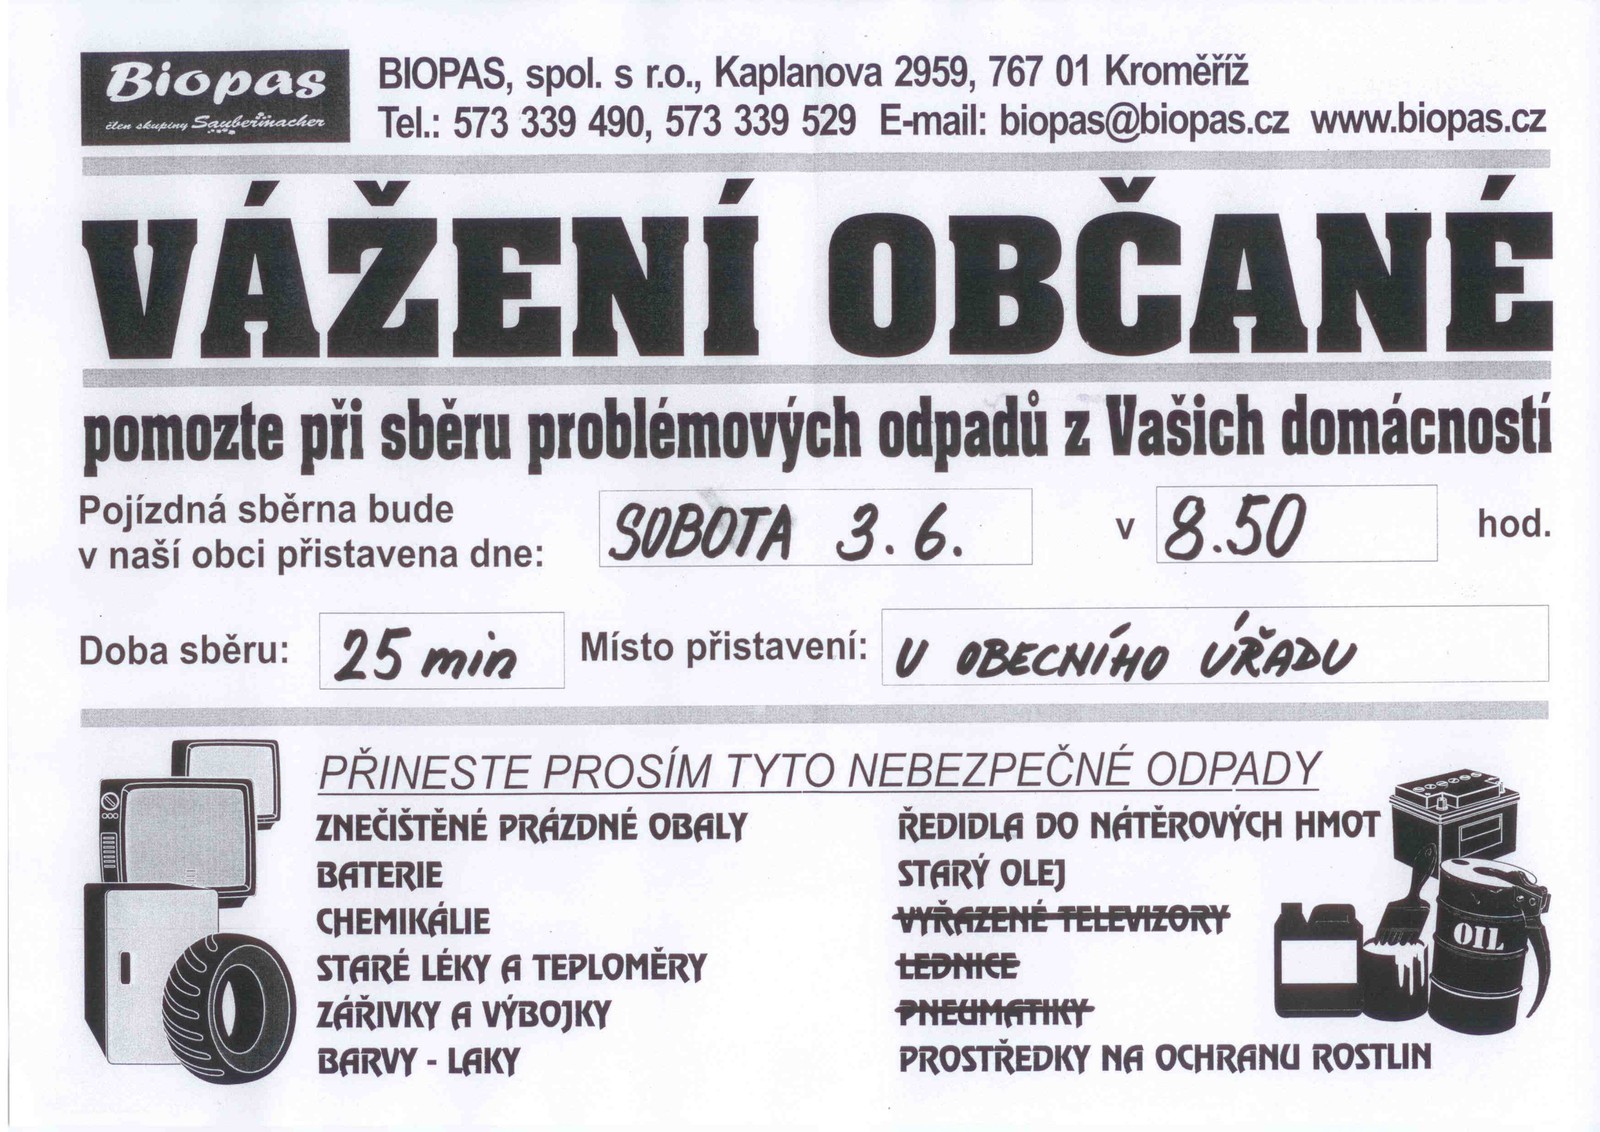 Biopas
člen skupiny Saubermacher
BIOPAS, spol. s r.o., Kaplanova 2959, 767 01 Kroměříž
Tel.: 573 339 490, 573 339 529 E-mail: biopas@biopas.cz www.biopas.cz
VÁŽENÍ OBČANÉ
pomozte při sběru problémových odpadů z Vašich domácností
Pojízdná sběrna bude
v naší obci přistavena dne: SOBOTA 3.6. v 8.50 hod.
Doba sběru: 25 min Místo přistavení: U OBECNÍHO ÚŘADU
PŘINESTE PROSÍM TYTO NEBEZPEČNÉ ODPADY
ZNEČIŠTĚNÉ PRÁZDNÉ OBALY
BATERIE
CHEMIKÁLIE
STARÉ LÉKY A TEPLOMĚRY
ZÁŘIVKY A VÝBOJKY
BARVY - LAKY
ŘEDIDLA DO NÁTĚROVÝCH HMOT
STARÝ OLEJ
VYŘAZENÉ TELEVIZORY
LEDNICE
PNEUMATIKY
PROSTŘEDKY NA OCHRANU ROSTLIN
OIL